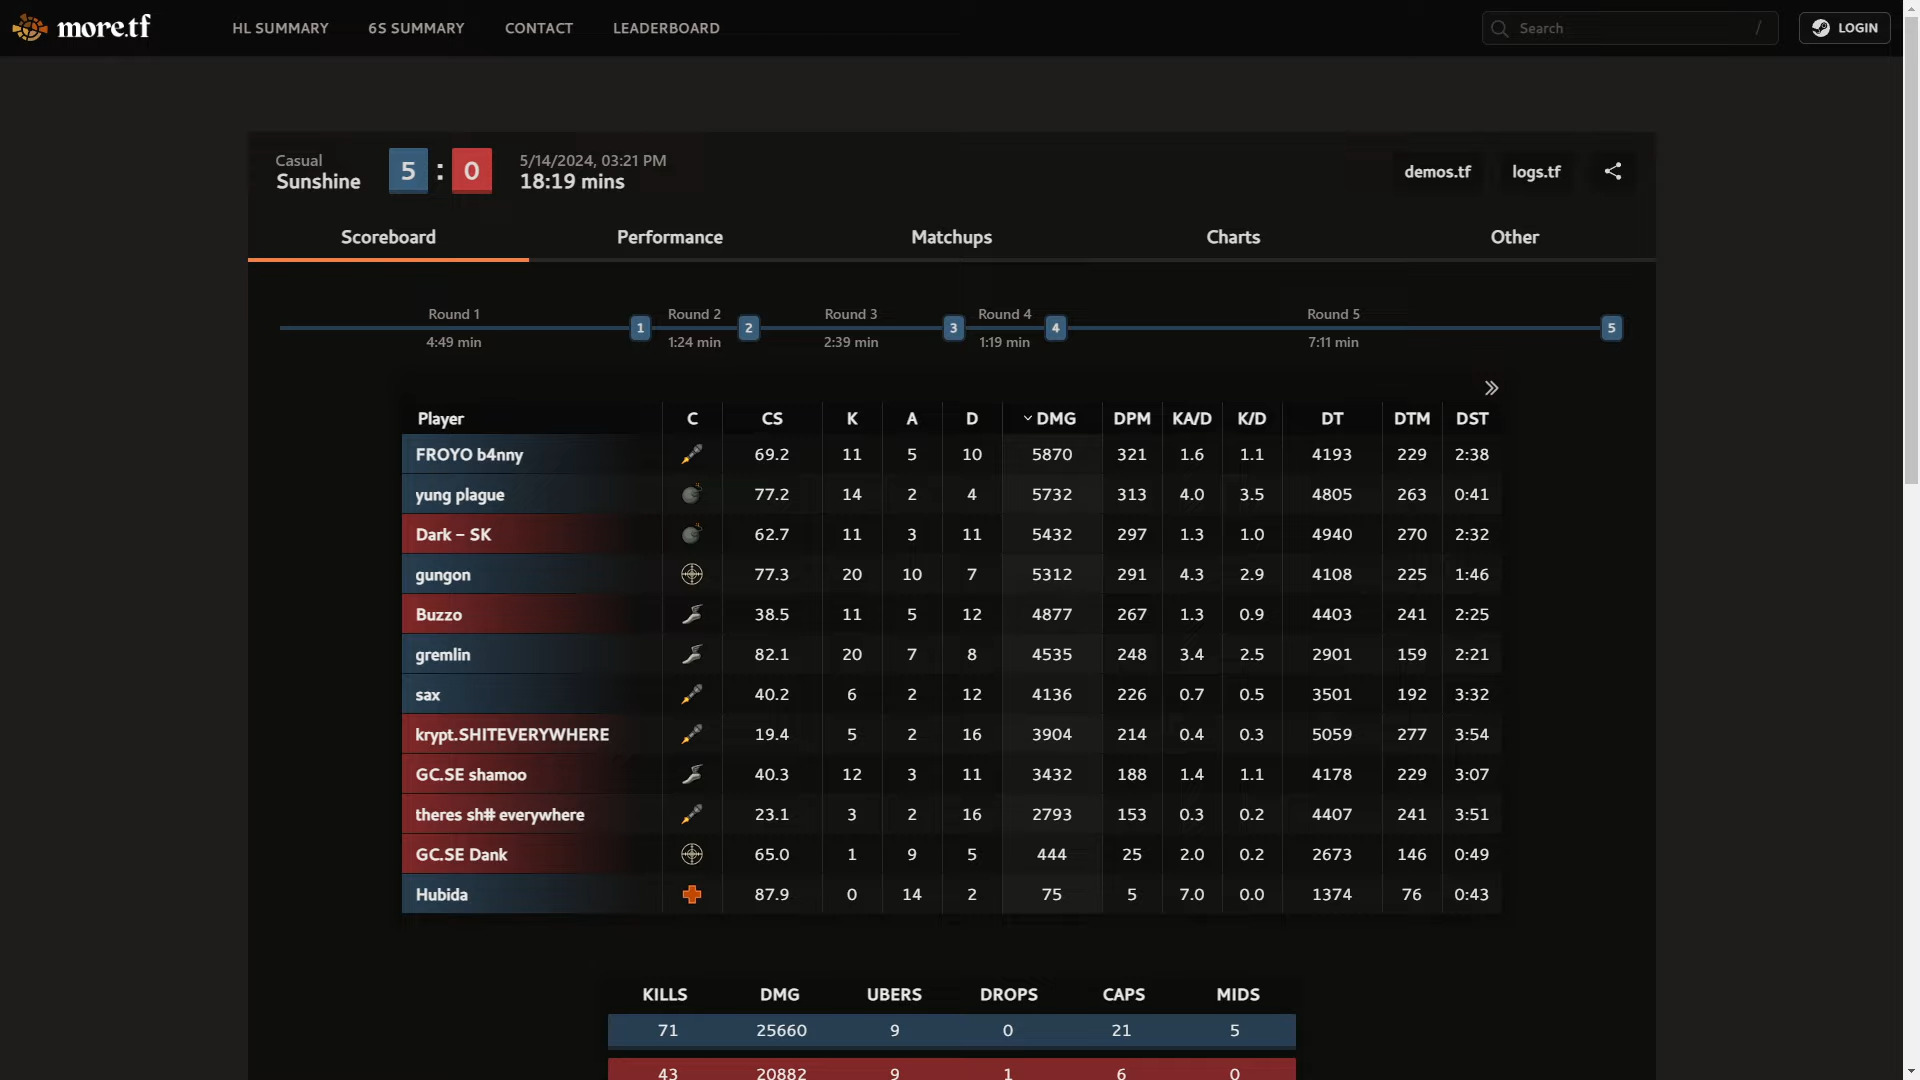 more.tf HL SUMMARY 6S SUMMARY CONTACT LEADERBOARD Search / LOGIN
Casual 5 : 0 5/14/2024, 03:21 PM
Sunshine 18:19 mins demos.tf logs.tf
Scoreboard Performance Matchups Charts Other
Round 1 Round 2 Round 3 Round 4 Round 5
1 2 3 4 5
4:49 min 1:24 min 2:39 min 1:19 min 7:11 min
Player C CS K A D DMG DPM KA/D K/D DT DTM DST
FROYO b4nny 69.2 11 5 10 5870 321 1.6 1.1 4193 229 2:38
yung plague 77.2 14 2 4 5732 313 4.0 3.5 4805 263 0:41
Dark – SK 62.7 11 3 11 5432 297 1.3 1.0 4940 270 2:32
gungon 77.3 20 10 7 5312 291 4.3 2.9 4108 225 1:46
Buzzo 38.5 11 5 12 4877 267 1.3 0.9 4403 241 2:25
gremlin 82.1 20 7 8 4535 248 3.4 2.5 2901 159 2:21
sax 40.2 6 2 12 4136 226 0.7 0.5 3501 192 3:32
krypt.SHITEVERYWHERE 19.4 5 2 16 3904 214 0.4 0.3 5059 277 3:54
GC.SE shamoo 40.3 12 3 11 3432 188 1.4 1.1 4178 229 3:07
theres sh# everywhere 23.1 3 2 16 2793 153 0.3 0.2 4407 241 3:51
GC.SE Dank 65.0 1 9 5 444 25 2.0 0.2 2673 146 0:49
Hubida 87.9 0 14 2 75 5 7.0 0.0 1374 76 0:43
KILLS DMG UBERS DROPS CAPS MIDS
71 25660 9 0 21 5
43 20882 9 1 6 0